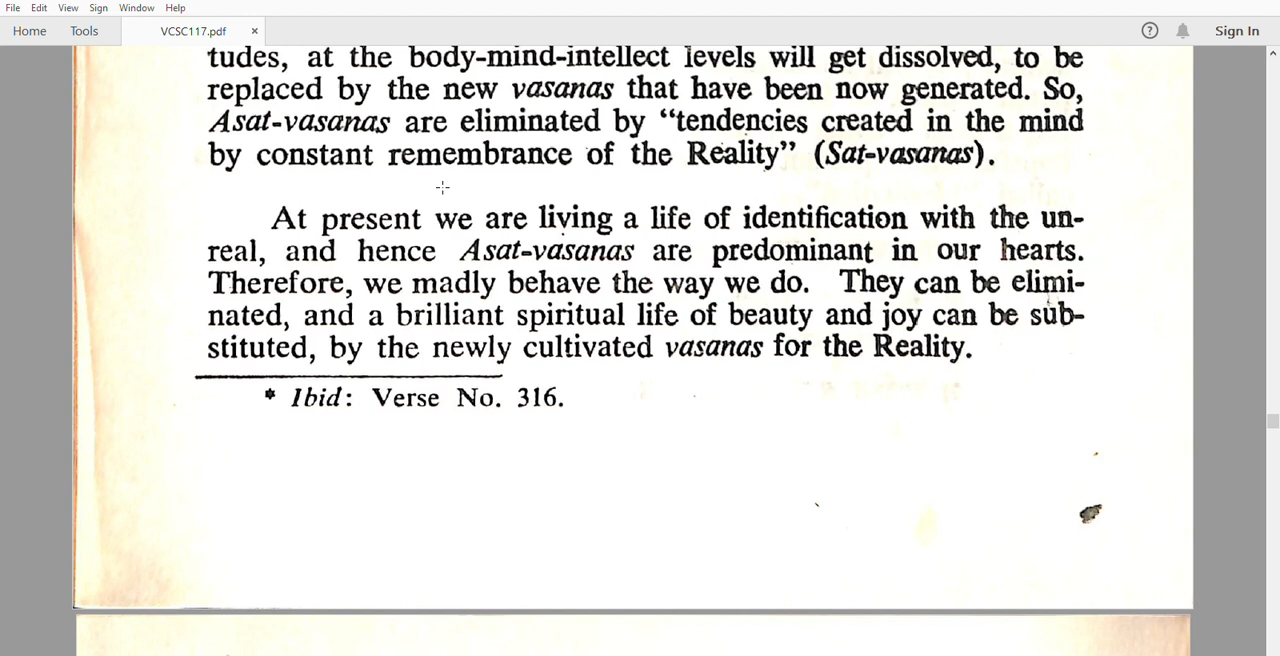 File Edit View Sign Window Help
Home Tools VCSC117.pdf × ? Sign In
tudes, at the body-mind-intellect levels will get dissolved, to be
replaced by the new vasanas that have been now generated. So,
Asat-vasanas are eliminated by “tendencies created in the mind
by constant remembrance of the Reality” (Sat-vasanas).
At present we are living a life of identification with the un-
real, and hence Asat-vasanas are predominant in our hearts.
Therefore, we madly behave the way we do. They can be elimi-
nated, and a brilliant spiritual life of beauty and joy can be sub-
stituted, by the newly cultivated vasanas for the Reality.
* Ibid: Verse No. 316.